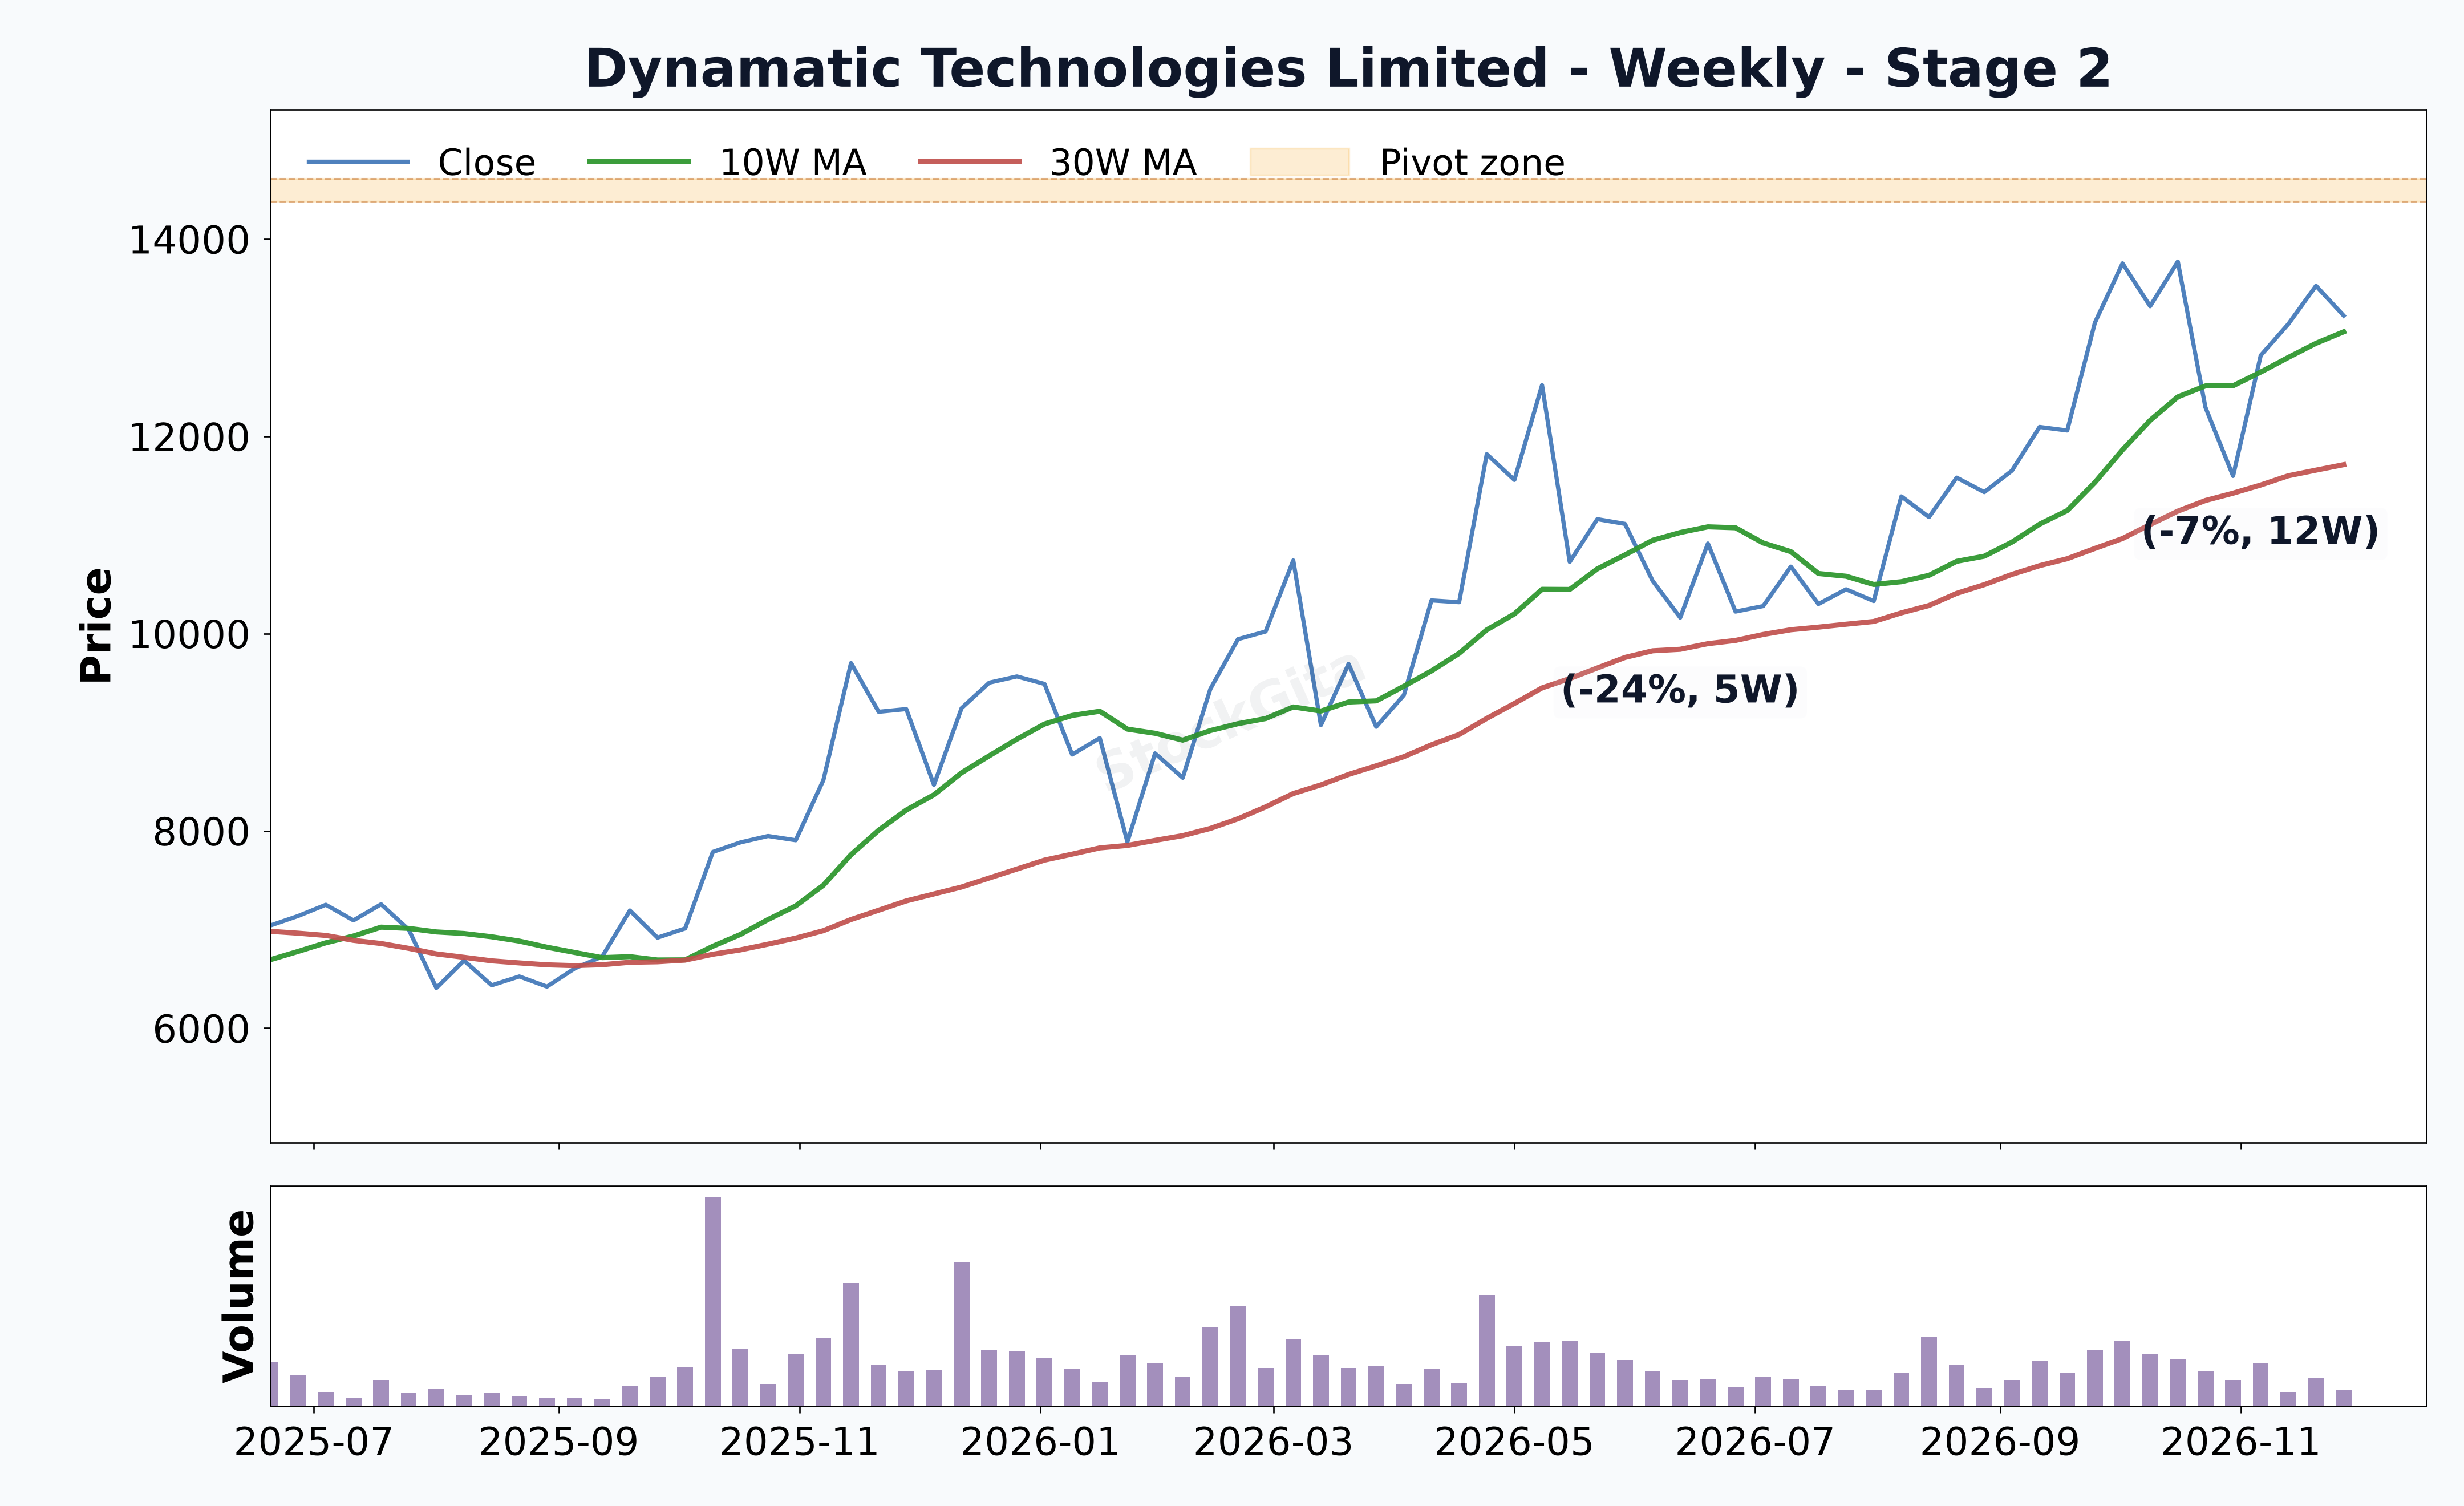 Dynamatic Technologies Limited - Weekly - Stage 2
Close
10W MA
30W MA
Pivot zone
14000
12000
10000
8000
6000
Price
StockGita
(-7%, 12W)
(-24%, 5W)
Volume
2025-07
2025-09
2025-11
2026-01
2026-03
2026-05
2026-07
2026-09
2026-11